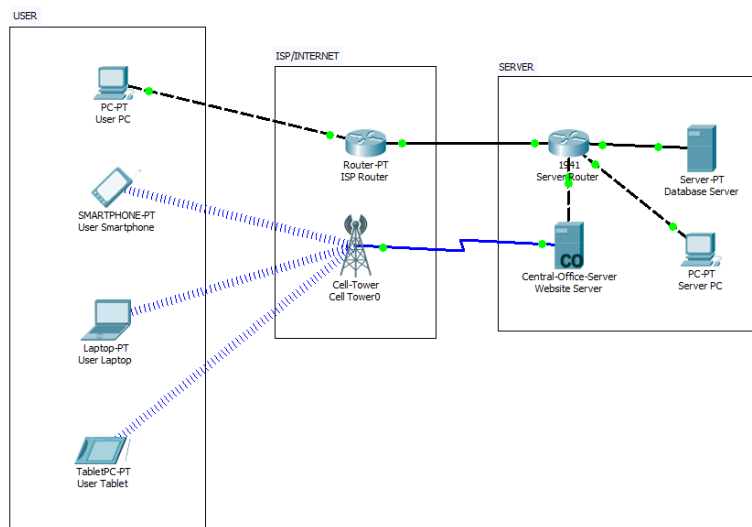 USER
ISP/INTERNET
SERVER
PC-PT
User PC
Router-PT
ISP Router
1941
Server Router
Server-PT
Database Server
SMARTPHONE-PT
User Smartphone
Cell-Tower
Cell Tower0
CO
Central-Office-Server
Website Server
PC-PT
Server PC
Laptop-PT
User Laptop
TabletPC-PT
User Tablet